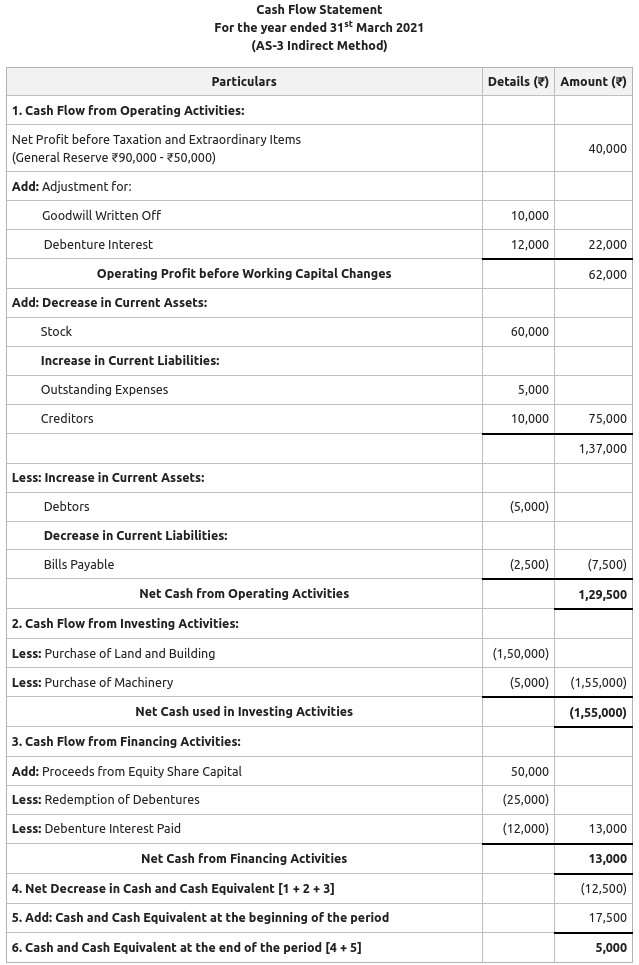 Cash Flow Statement
For the year ended 31st March 2021
(AS-3 Indirect Method)
Particulars Details (₹) Amount (₹)
1. Cash Flow from Operating Activities:
Net Profit before Taxation and Extraordinary Items
(General Reserve ₹90,000 - ₹50,000) 40,000
Add: Adjustment for:
Goodwill Written Off 10,000
Debenture Interest 12,000 22,000
Operating Profit before Working Capital Changes 62,000
Add: Decrease in Current Assets:
Stock 60,000
Increase in Current Liabilities:
Outstanding Expenses 5,000
Creditors 10,000 75,000
1,37,000
Less: Increase in Current Assets:
Debtors (5,000)
Decrease in Current Liabilities:
Bills Payable (2,500) (7,500)
Net Cash from Operating Activities 1,29,500
2. Cash Flow from Investing Activities:
Less: Purchase of Land and Building (1,50,000)
Less: Purchase of Machinery (5,000) (1,55,000)
Net Cash used in Investing Activities (1,55,000)
3. Cash Flow from Financing Activities:
Add: Proceeds from Equity Share Capital 50,000
Less: Redemption of Debentures (25,000)
Less: Debenture Interest Paid (12,000) 13,000
Net Cash from Financing Activities 13,000
4. Net Decrease in Cash and Cash Equivalent [1 + 2 + 3] (12,500)
5. Add: Cash and Cash Equivalent at the beginning of the period 17,500
6. Cash and Cash Equivalent at the end of the period [4 + 5] 5,000